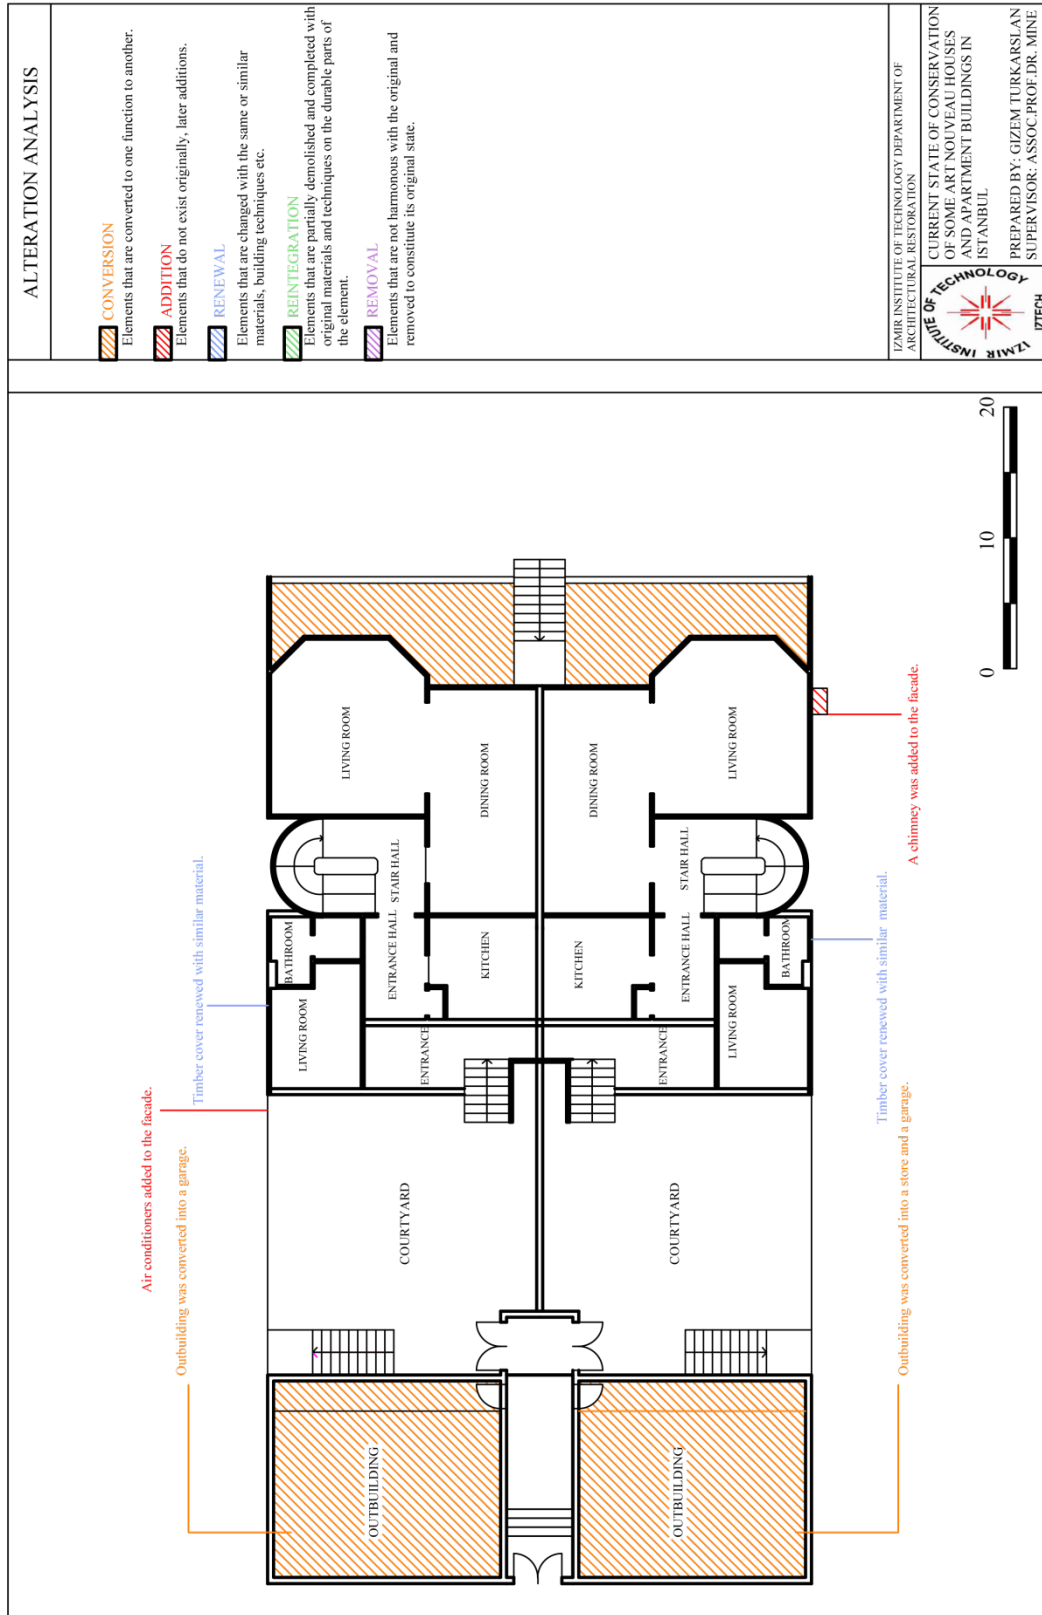 ALTERATION ANALYSIS
CONVERSION
Elements that are converted to one function to another.
ADDITION
Elements that do not exist originally, later additions.
RENEWAL
Elements that are changed with the same or similar
materials, building techniques etc.
REINTEGRATION
Elements that are partially demolished and completed with
original materials and techniques on the durable parts of
the element.
REMOVAL
Elements that are not harmonous with the original and
removed to constitute its original state.
IZMIR INSTITUTE OF TECHNOLOGY DEPARTMENT OF
ARCHITECTURAL RESTORATION
IZMIR INSTITUTE OF TECHNOLOGY
IZTECH
CURRENT STATE OF CONSERVATION
OF SOME ART NOUVEAU HOUSES
AND APARTMENT BUILDINGS IN
ISTANBUL
PREPARED BY: GIZEM TURKARSLAN
SUPERVISOR: ASSOC.PROF.DR. MINE
Air conditioners added to the facade.
Outbuilding was converted into a garage.
Timber cover renewed with similar material.
OUTBUILDING
COURTYARD
LIVING ROOM
BATHROOM
ENTRANCE
ENTRANCE HALL
KITCHEN
STAIR HALL
LIVING ROOM
DINING ROOM
OUTBUILDING
COURTYARD
ENTRANCE
LIVING ROOM
BATHROOM
KITCHEN
ENTRANCE HALL
STAIR HALL
DINING ROOM
LIVING ROOM
Outbuilding was converted into a store and a garage.
Timber cover renewed with similar material.
A chimney was added to the facade.
0 10 20